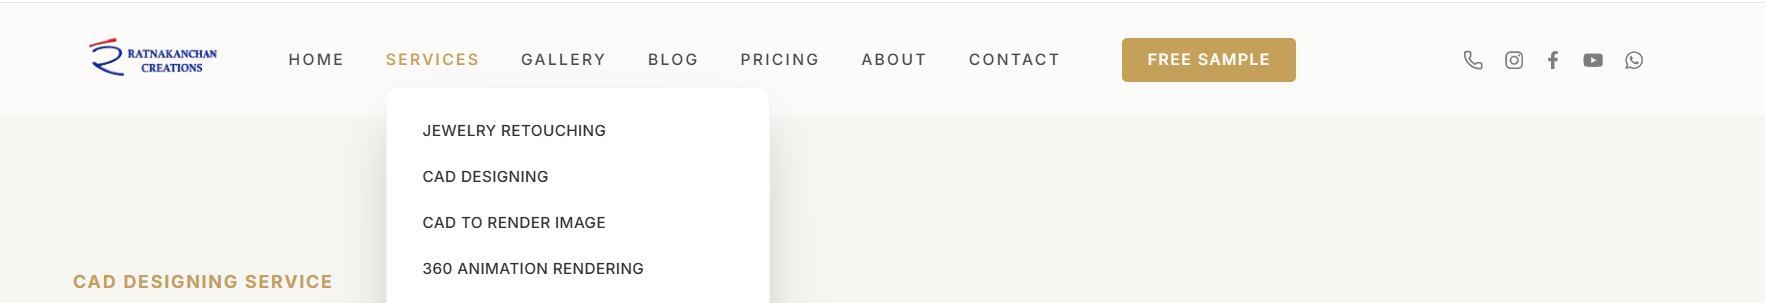 RATNAKANCHAN
CREATIONS
HOME SERVICES GALLERY BLOG PRICING ABOUT CONTACT FREE SAMPLE
JEWELRY RETOUCHING
CAD DESIGNING
CAD TO RENDER IMAGE
360 ANIMATION RENDERING
CAD DESIGNING SERVICE